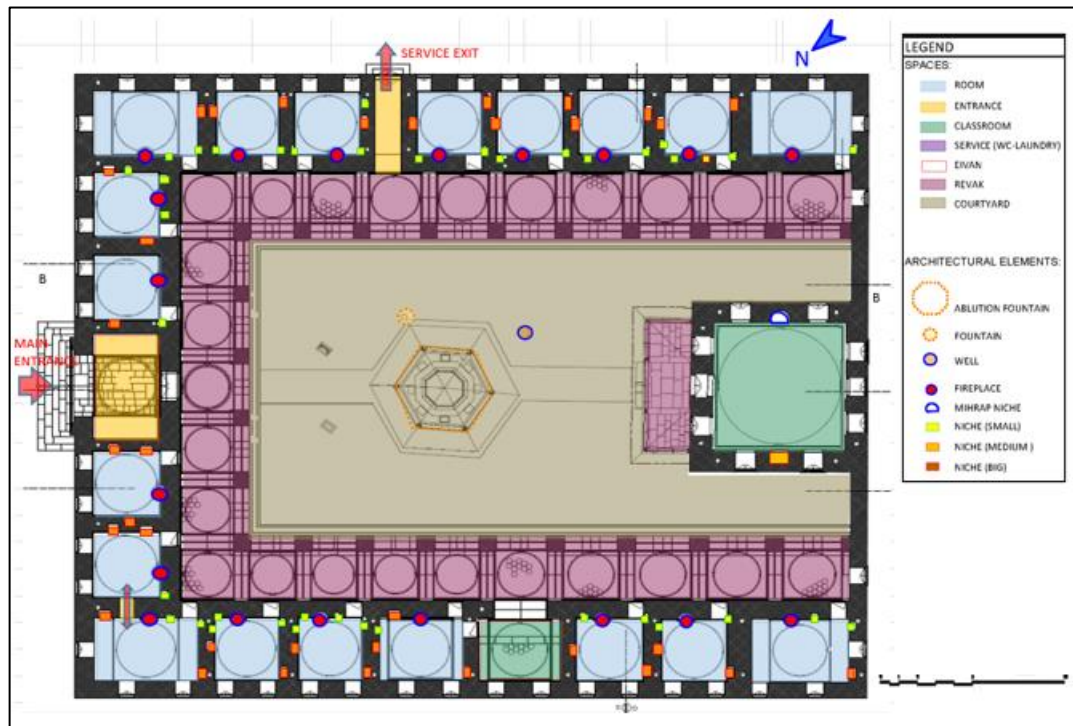 SERVICE EXIT
N
MAIN
ENTRANCE
B
B
LEGEND
SPACES:
ROOM
ENTRANCE
CLASSROOM
SERVICE (WC-LAUNDRY)
EIVAN
REVAK
COURTYARD
ARCHITECTURAL ELEMENTS:
ABLUTION FOUNTAIN
FOUNTAIN
WELL
FIREPLACE
MIHRAP NICHE
NICHE (SMALL)
NICHE (MEDIUM )
NICHE (BIG)